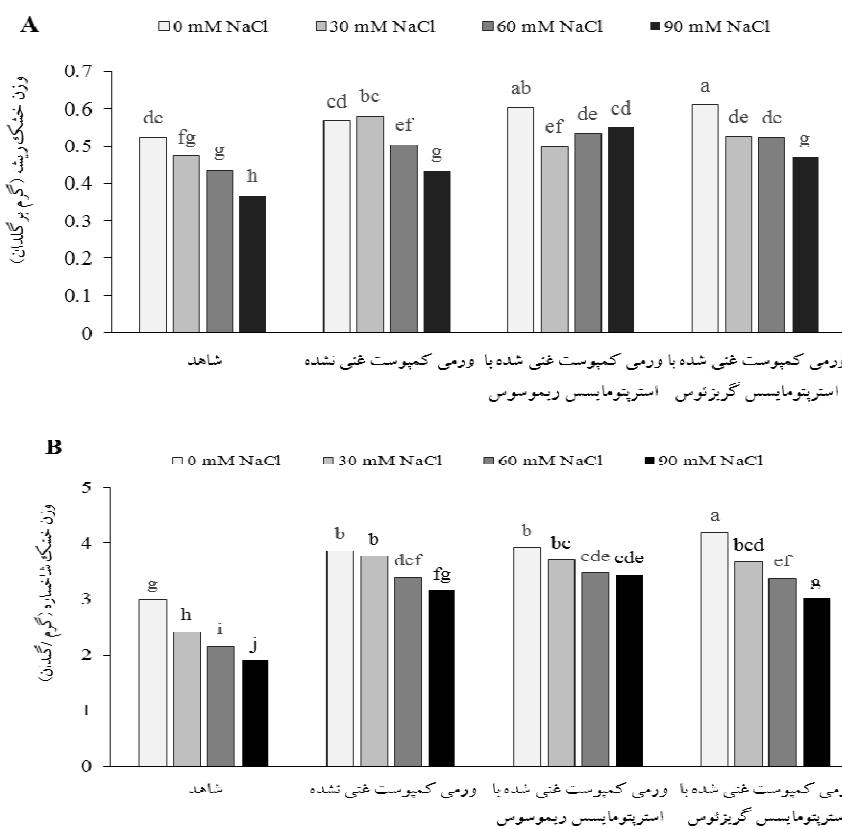 A
0 mM NaCl 30 mM NaCl 60 mM NaCl 90 mM NaCl
وزن خشک ریشه (گرم بر گلدان)
0.7
0.6
0.5
0.4
0.3
0.2
0.1
0
dc fg g h cd bc ef g ab ef de cd a de dc g
شاهد
ورمی کمپوست غنی نشده
ورمی کمپوست غنی شده با
استرپتومایسس ریموسوس
ورمی کمپوست غنی شده با
استرپتومایسس گریزئوس
B
0 mM NaCl 30 mM NaCl 60 mM NaCl 90 mM NaCl
وزن خشک شاخساره (گرم/گلدان)
5
4
3
2
1
0
g h i j b b dcf fg b bc cde cde a bcd ef g
شاهد
ورمی کمپوست غنی نشده
ورمی کمپوست غنی شده با
استرپتومایسس ریموسوس
کمپوست غنی شده با
گریزئوس